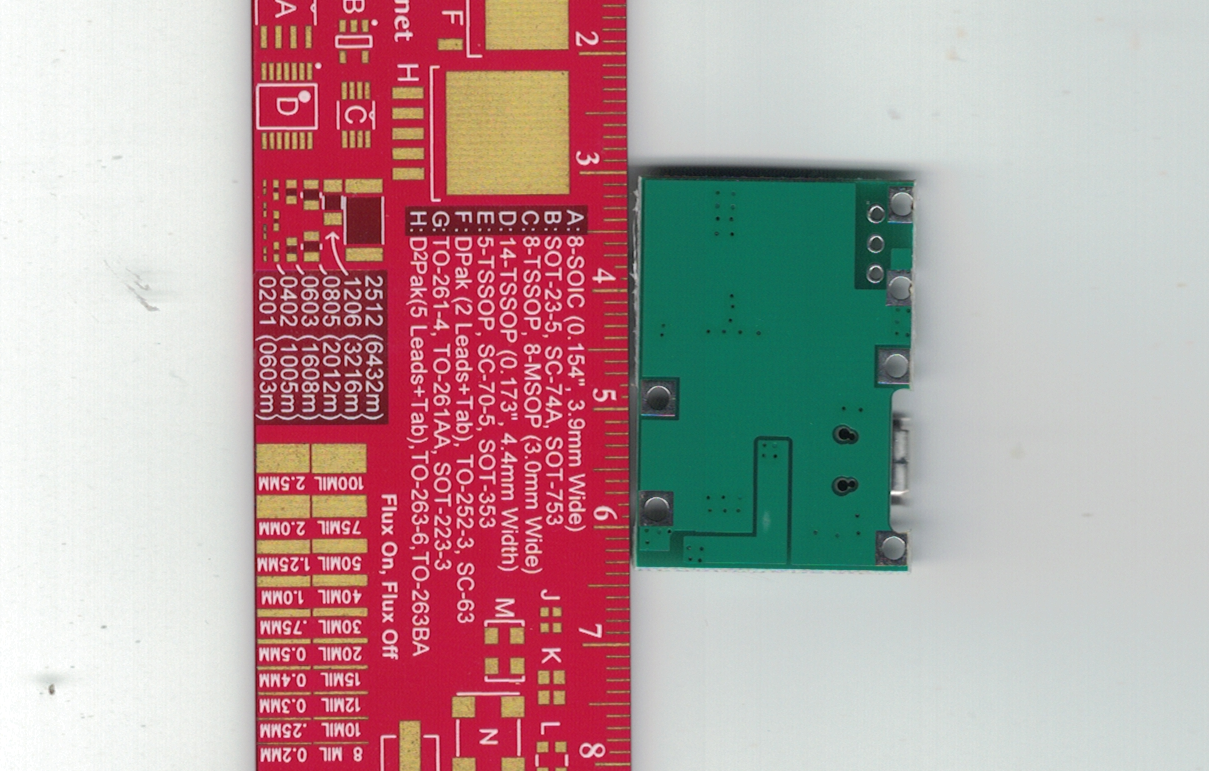 A
B
net
F
H
D
C
2
3
4
5
6
7
8
A: 8-SOIC (0.154", 3.9mm Wide)
B: SOT-23-5, SC-74A, SOT-753
C: 8-TSSOP, 8-MSOP (3.0mm Wide)
D: 14-TSSOP (0.173", 4.4mm Width)
E: 5-TSSOP, SC-70-5, SOT-353
F: DPak (2 Leads+Tab), TO-252-3, SC-63
G: TO-261-4, TO-261AA, SOT-223-3
H: D²Pak(5 Leads+Tab),TO-263-6,TO-263BA
2512 (6432m)
1206 (3216m)
0805 (2012m)
0603 (1608m)
0402 (1005m)
0201 (0603m)
Flux On, Flux Off
100MIL 2.5MM
75MIL 2.0MM
50MIL 1.25MM
40MIL 1.0MM
30MIL .75MM
20MIL 0.5MM
15MIL 0.4MM
12MIL 0.3MM
10MIL .25MM
8 MIL 0.2MM
J
K
L
M
N